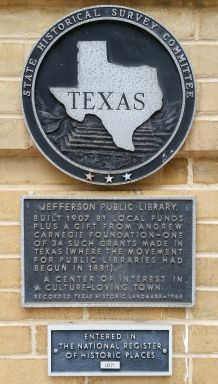 STATE HISTORICAL SURVEY COMMITTEE
TEXAS
JEFFERSON PUBLIC LIBRARY.
BUILT 1907 BY LOCAL FUNDS
PLUS A GIFT FROM ANDREW
CARNEGIE FOUNDATION—ONE
OF 34 SUCH GRANTS MADE IN
TEXAS (WHERE THE MOVEMENT
FOR PUBLIC LIBRARIES HAD
BEGUN IN 1881).
A CENTER OF INTEREST IN
A CULTURE-LOVING TOWN.
RECORDED TEXAS HISTORIC LANDMARK—1966
ENTERED IN
THE NATIONAL REGISTER
OF HISTORIC PLACES
1971